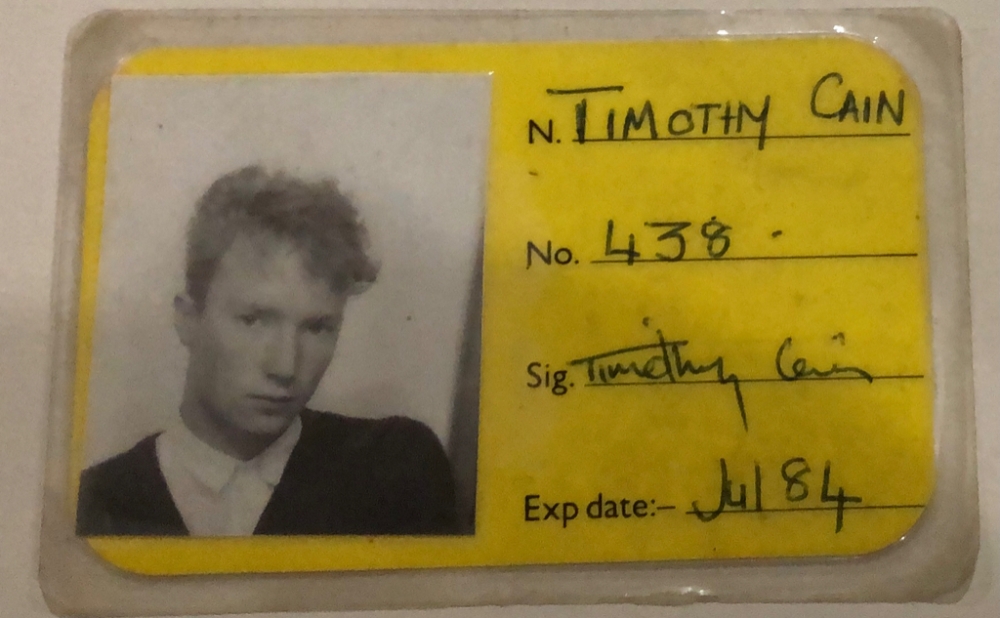 N. TIMOTHY CAIN
No. 438
Sig. Timothy Cain
Exp date:- Jul 84